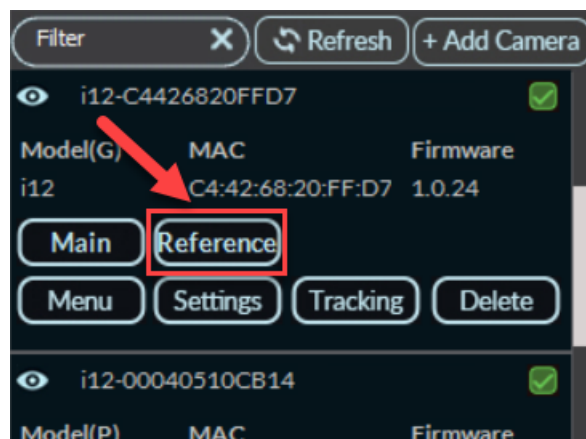 Filter X Refresh + Add Camera
i12-C4426820FFD7
Model(G) MAC Firmware
i12 C4:42:68:20:FF:D7 1.0.24
Main Reference
Menu Settings Tracking Delete
i12-00040510CB14
Model(P) MAC Firmware